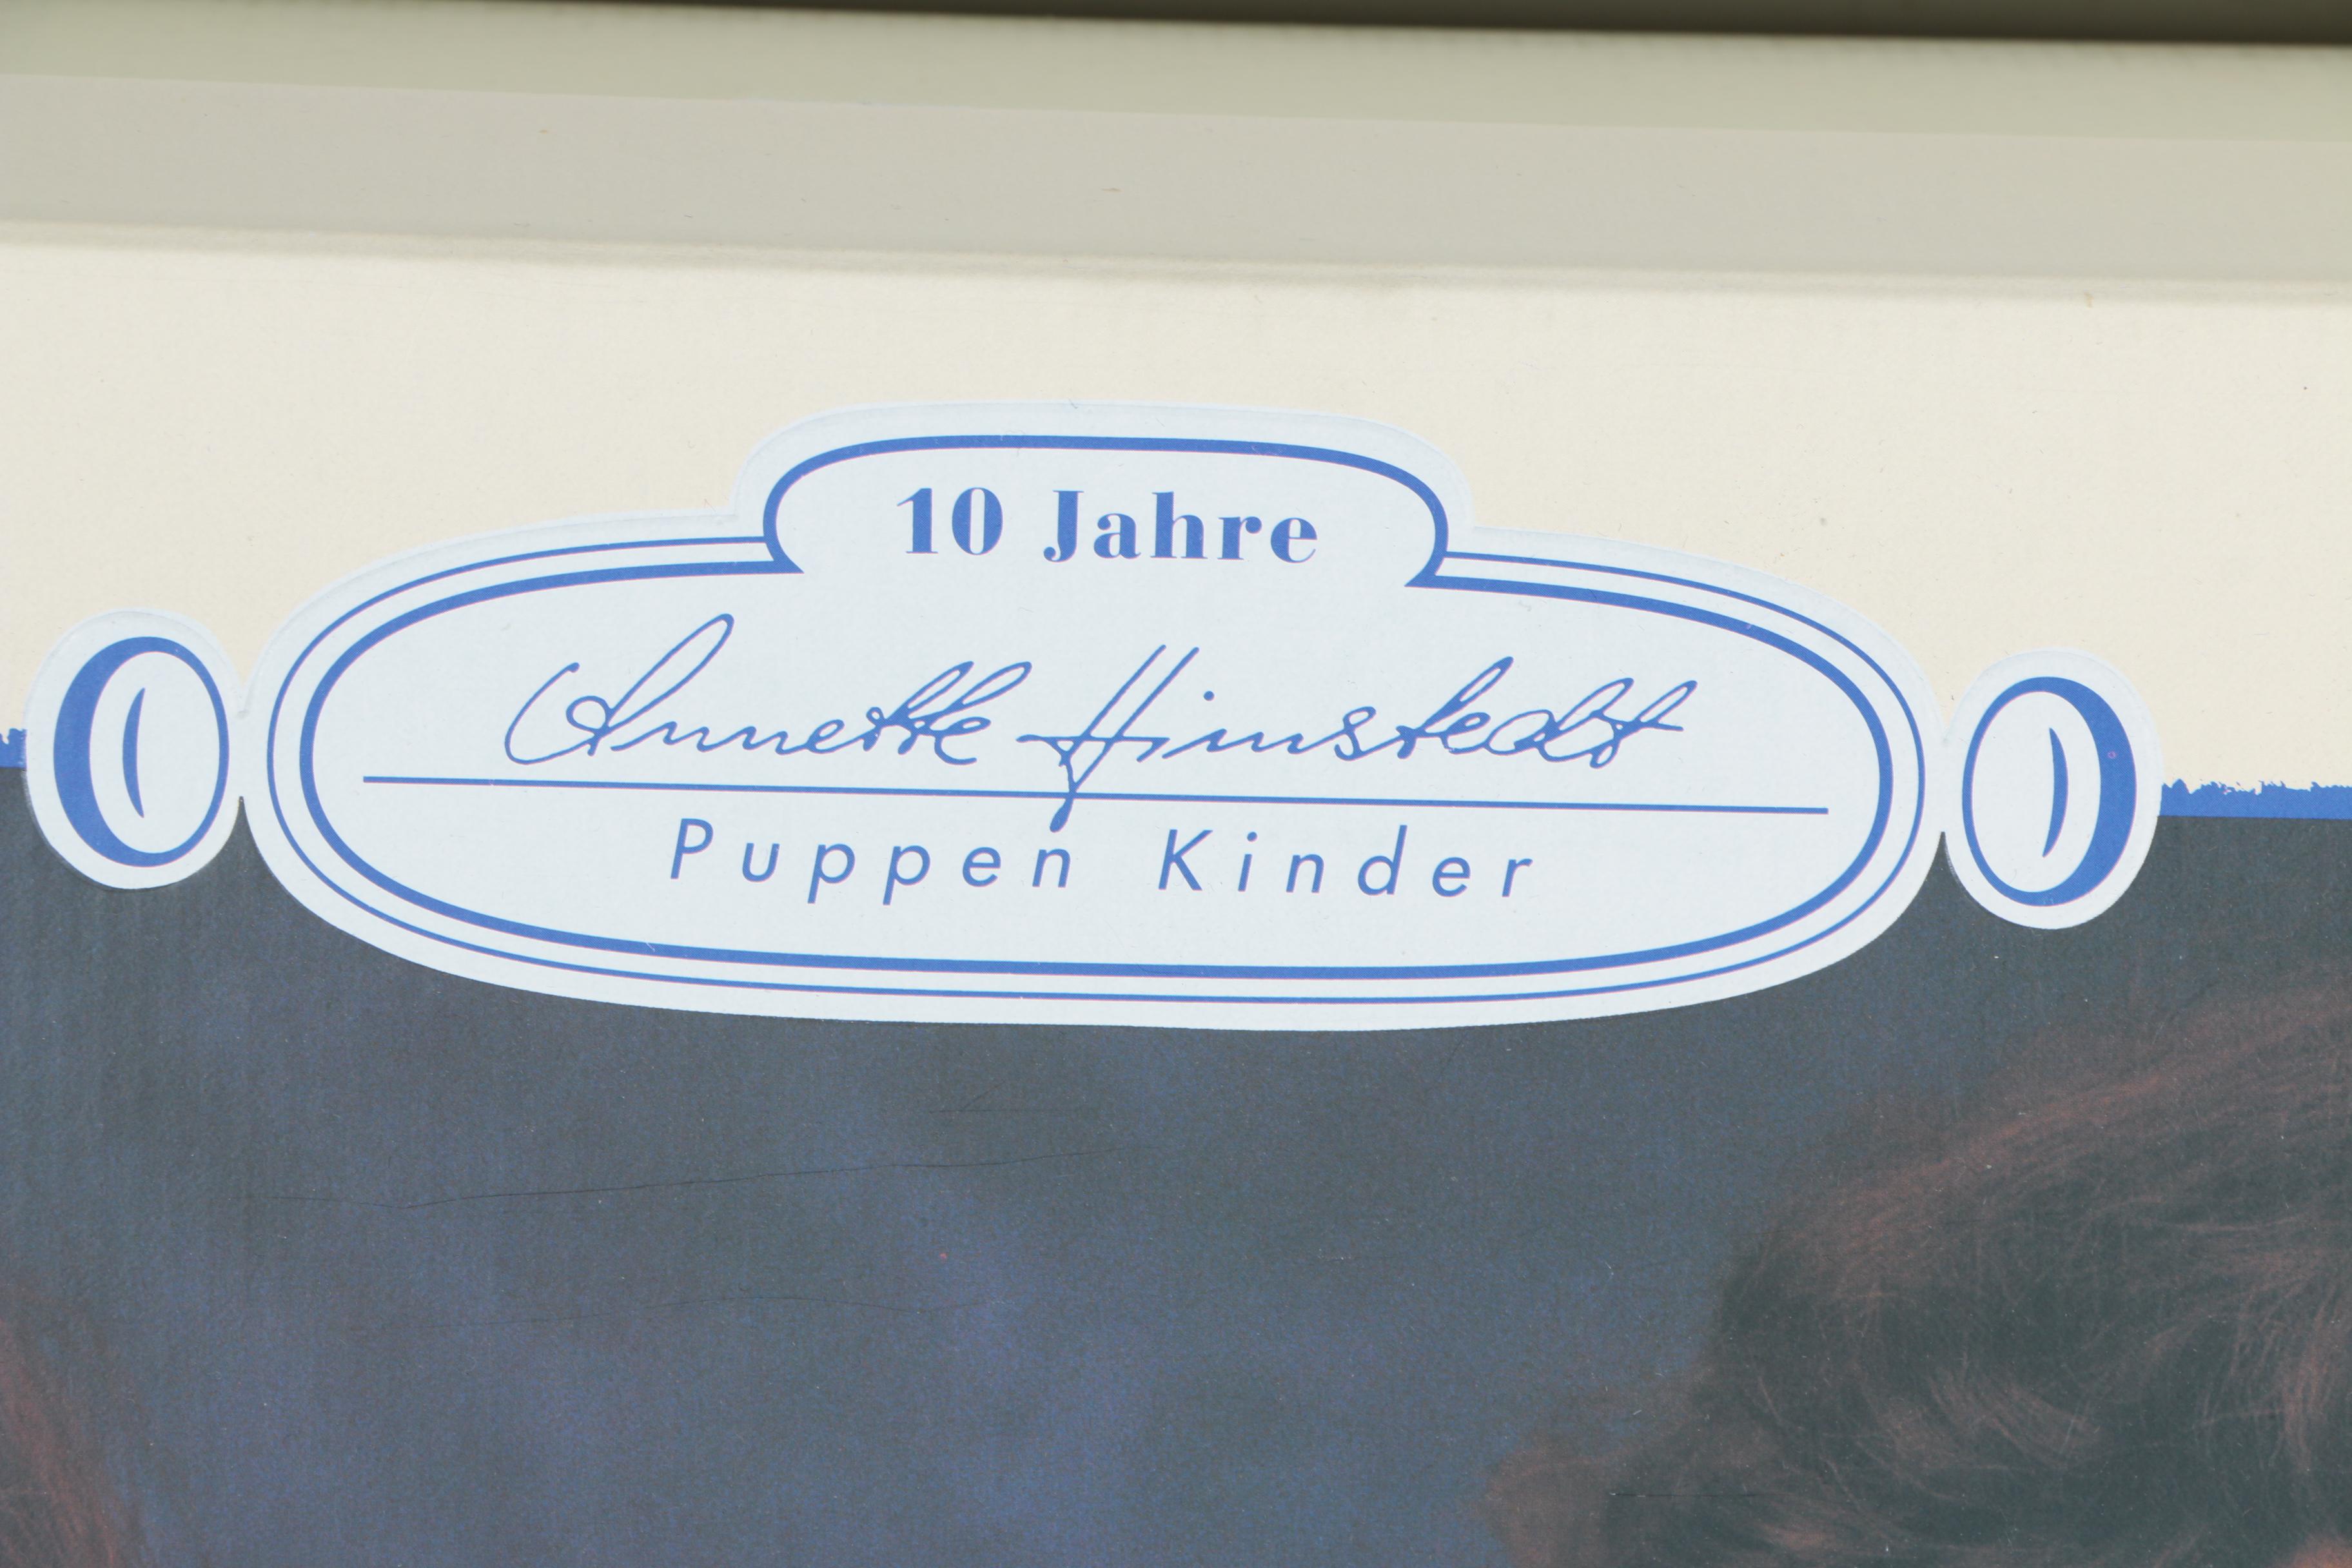 10 Jahre
Annette Himstedt
Puppen Kinder